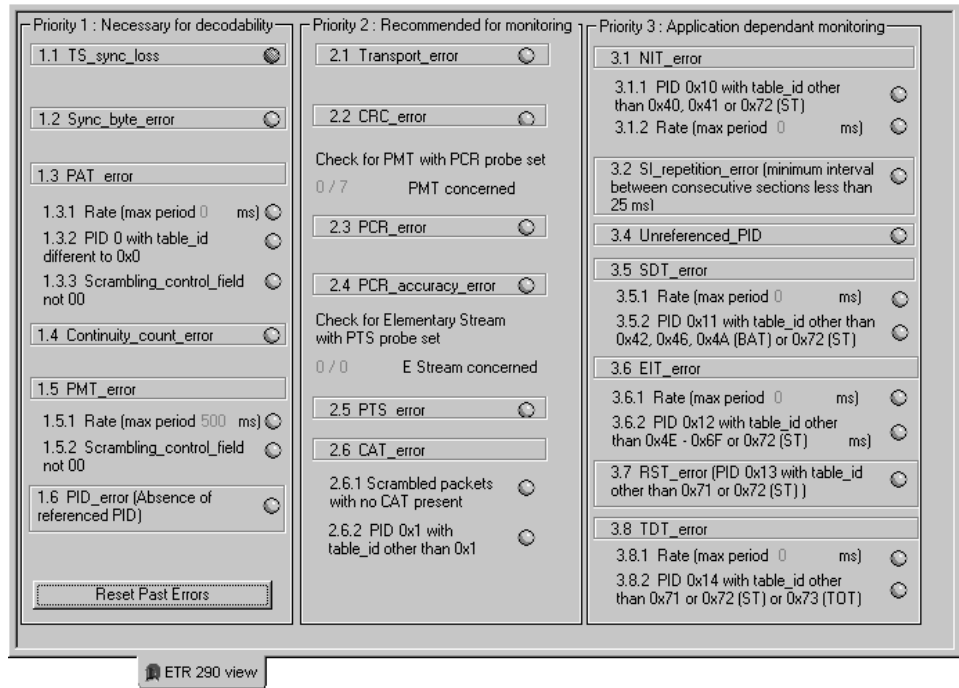 Priority 1 : Necessary for decodability
1.1 TS_sync_loss
1.2 Sync_byte_error
1.3 PAT_error
1.3.1 Rate (max period 0 ms)
1.3.2 PID 0 with table_id
different to 0x0
1.3.3 Scrambling_control_field
not 00
1.4 Continuity_count_error
1.5 PMT_error
1.5.1 Rate (max period 500 ms)
1.5.2 Scrambling_control_field
not 00
1.6 PID_error (Absence of
referenced PID)
Reset Past Errors
Priority 2 : Recommended for monitoring
2.1 Transport_error
2.2 CRC_error
Check for PMT with PCR probe set
0 / 7 PMT concerned
2.3 PCR_error
2.4 PCR_accuracy_error
Check for Elementary Stream
with PTS probe set
0 / 0 E Stream concerned
2.5 PTS_error
2.6 CAT_error
2.6.1 Scrambled packets
with no CAT present
2.6.2 PID 0x1 with
table_id other than 0x1
Priority 3 : Application dependant monitoring
3.1 NIT_error
3.1.1 PID 0x10 with table_id other
than 0x40, 0x41 or 0x72 (ST)
3.1.2 Rate (max period 0 ms)
3.2 SI_repetition_error (minimum interval
between consecutive sections less than
25 ms)
3.4 Unreferenced_PID
3.5 SDT_error
3.5.1 Rate (max period 0 ms)
3.5.2 PID 0x11 with table_id other than
0x42, 0x46, 0x4A (BAT) or 0x72 (ST)
3.6 EIT_error
3.6.1 Rate (max period 0 ms)
3.6.2 PID 0x12 with table_id other
than 0x4E - 0x6F or 0x72 (ST) ms)
3.7 RST_error (PID 0x13 with table_id
other than 0x71 or 0x72 (ST) )
3.8 TDT_error
3.8.1 Rate (max period 0 ms)
3.8.2 PID 0x14 with table_id other
than 0x71 or 0x72 (ST) or 0x73 (TOT)
ETR 290 view